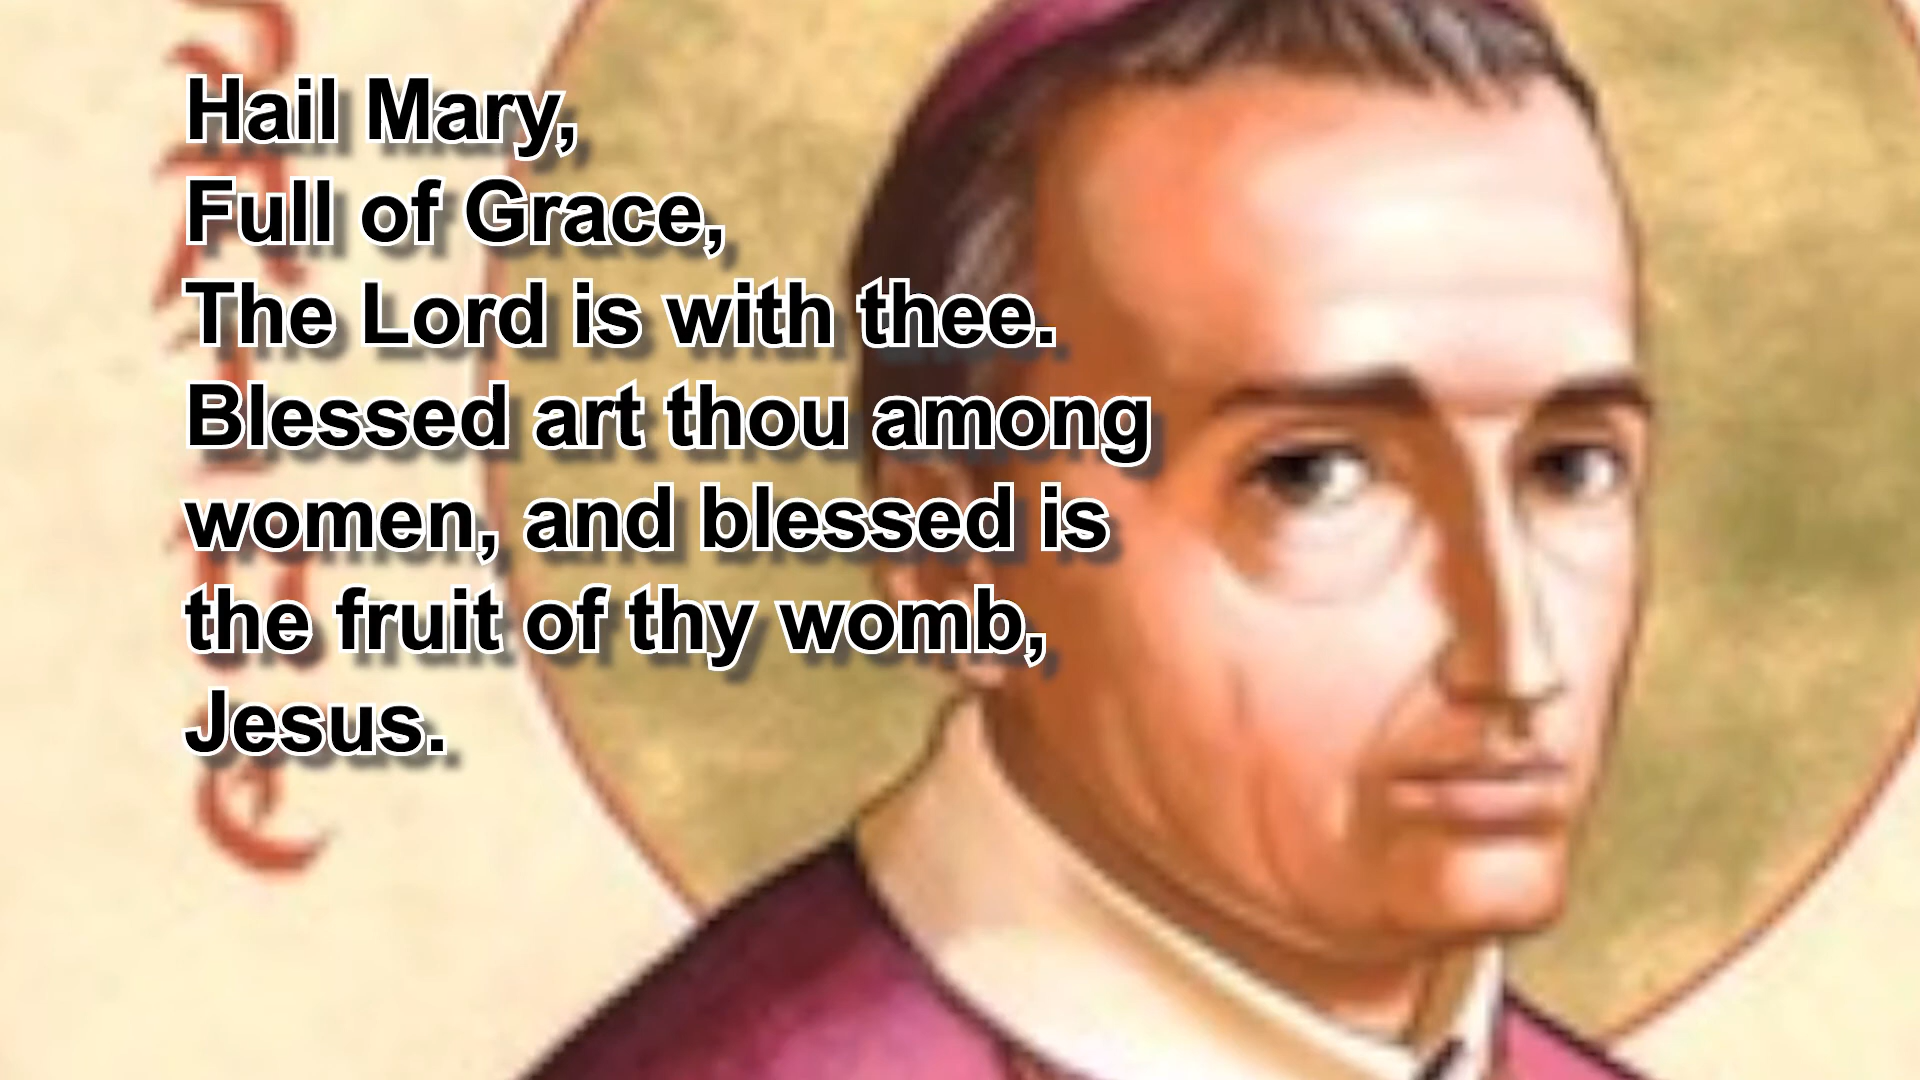 Hail Mary,
Full of Grace,
The Lord is with thee.
Blessed art thou among
women, and blessed is
the fruit of thy womb,
Jesus.